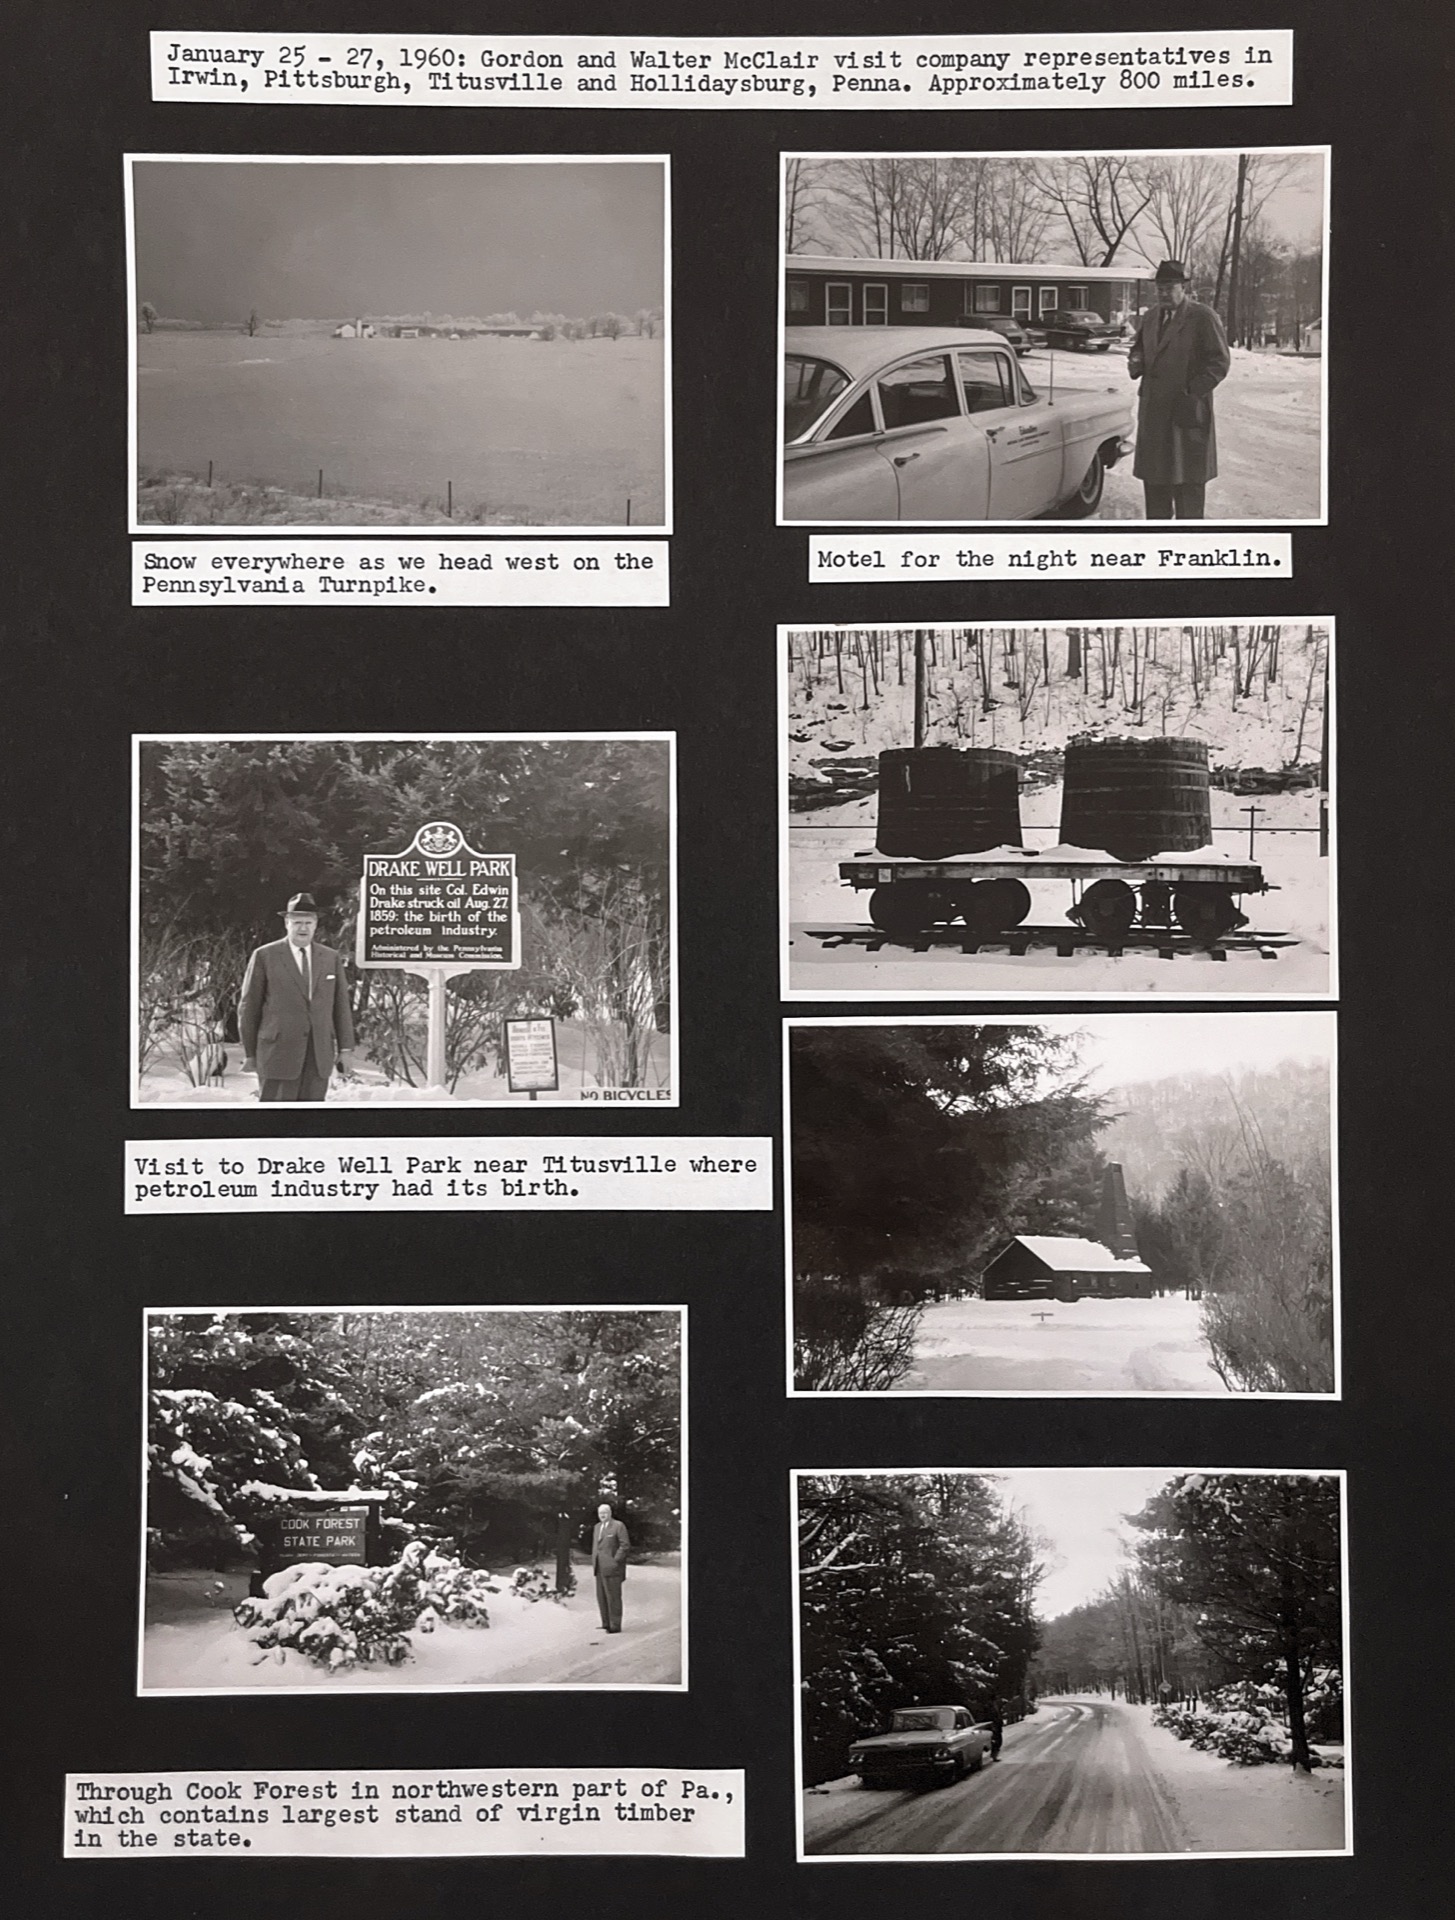 January 25 - 27, 1960: Gordon and Walter McClair visit company representatives in
Irwin, Pittsburgh, Titusville and Hollidaysburg, Penna. Approximately 800 miles.
Snow everywhere as we head west on the
Pennsylvania Turnpike.
Motel for the night near Franklin.
DRAKE WELL PARK
On this site Col. Edwin
Drake struck oil Aug. 27,
1859: the birth of the
petroleum industry.
Administered by the Pennsylvania
Historical and Museum Commission.
NO BICYCLES
Visit to Drake Well Park near Titusville where
petroleum industry had its birth.
COOK FOREST
STATE PARK
Through Cook Forest in northwestern part of Pa.,
which contains largest stand of virgin timber
in the state.